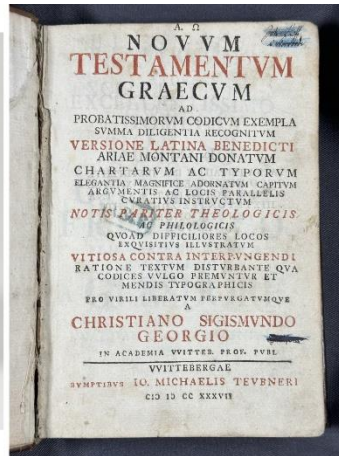 Α. Ω
NOVVM
TESTAMENTVM
GRAECVM
AD
PROBATISSIMORVM CODICVM EXEMPLA
SVMMA DILIGENTIA RECOGNITVM
VERSIONE LATINA BENEDICTI
ARIAE MONTANI DONATVM
CHARTARVM AC TYPORVM
ELEGANTIA MAGNIFICE ADORNATVM CAPITVM
ARGVMENTIS AC LOCIS PARALLELIS
CVRATIVS INSTRVCTVM
NOTIS PARITER THEOLOGICIS
AC PHILOLOGICIS
QVOAD DIFFICILIORES LOCOS
EXQVISITIVS ILLVSTRATVM
VITIOSA CONTRA INTERPVNGENDI
RATIONE TEXTVM DISTVRBANTE QVA
CODICES VVLGO PREMVNTVR ET
MENDIS TYPOGRAPHICIS
PRO VIRILI LIBERATVM PERPVRGATVMQVE
A
CHRISTIANO SIGISMVNDO
GEORGIO
IN ACADEMIA VVITTEB. PROF. PVBL.
VVITTEBERGAE
SVMPTIBVS IO. MICHAELIS TEVBNERI
CIƆ IƆ CC XXXVII